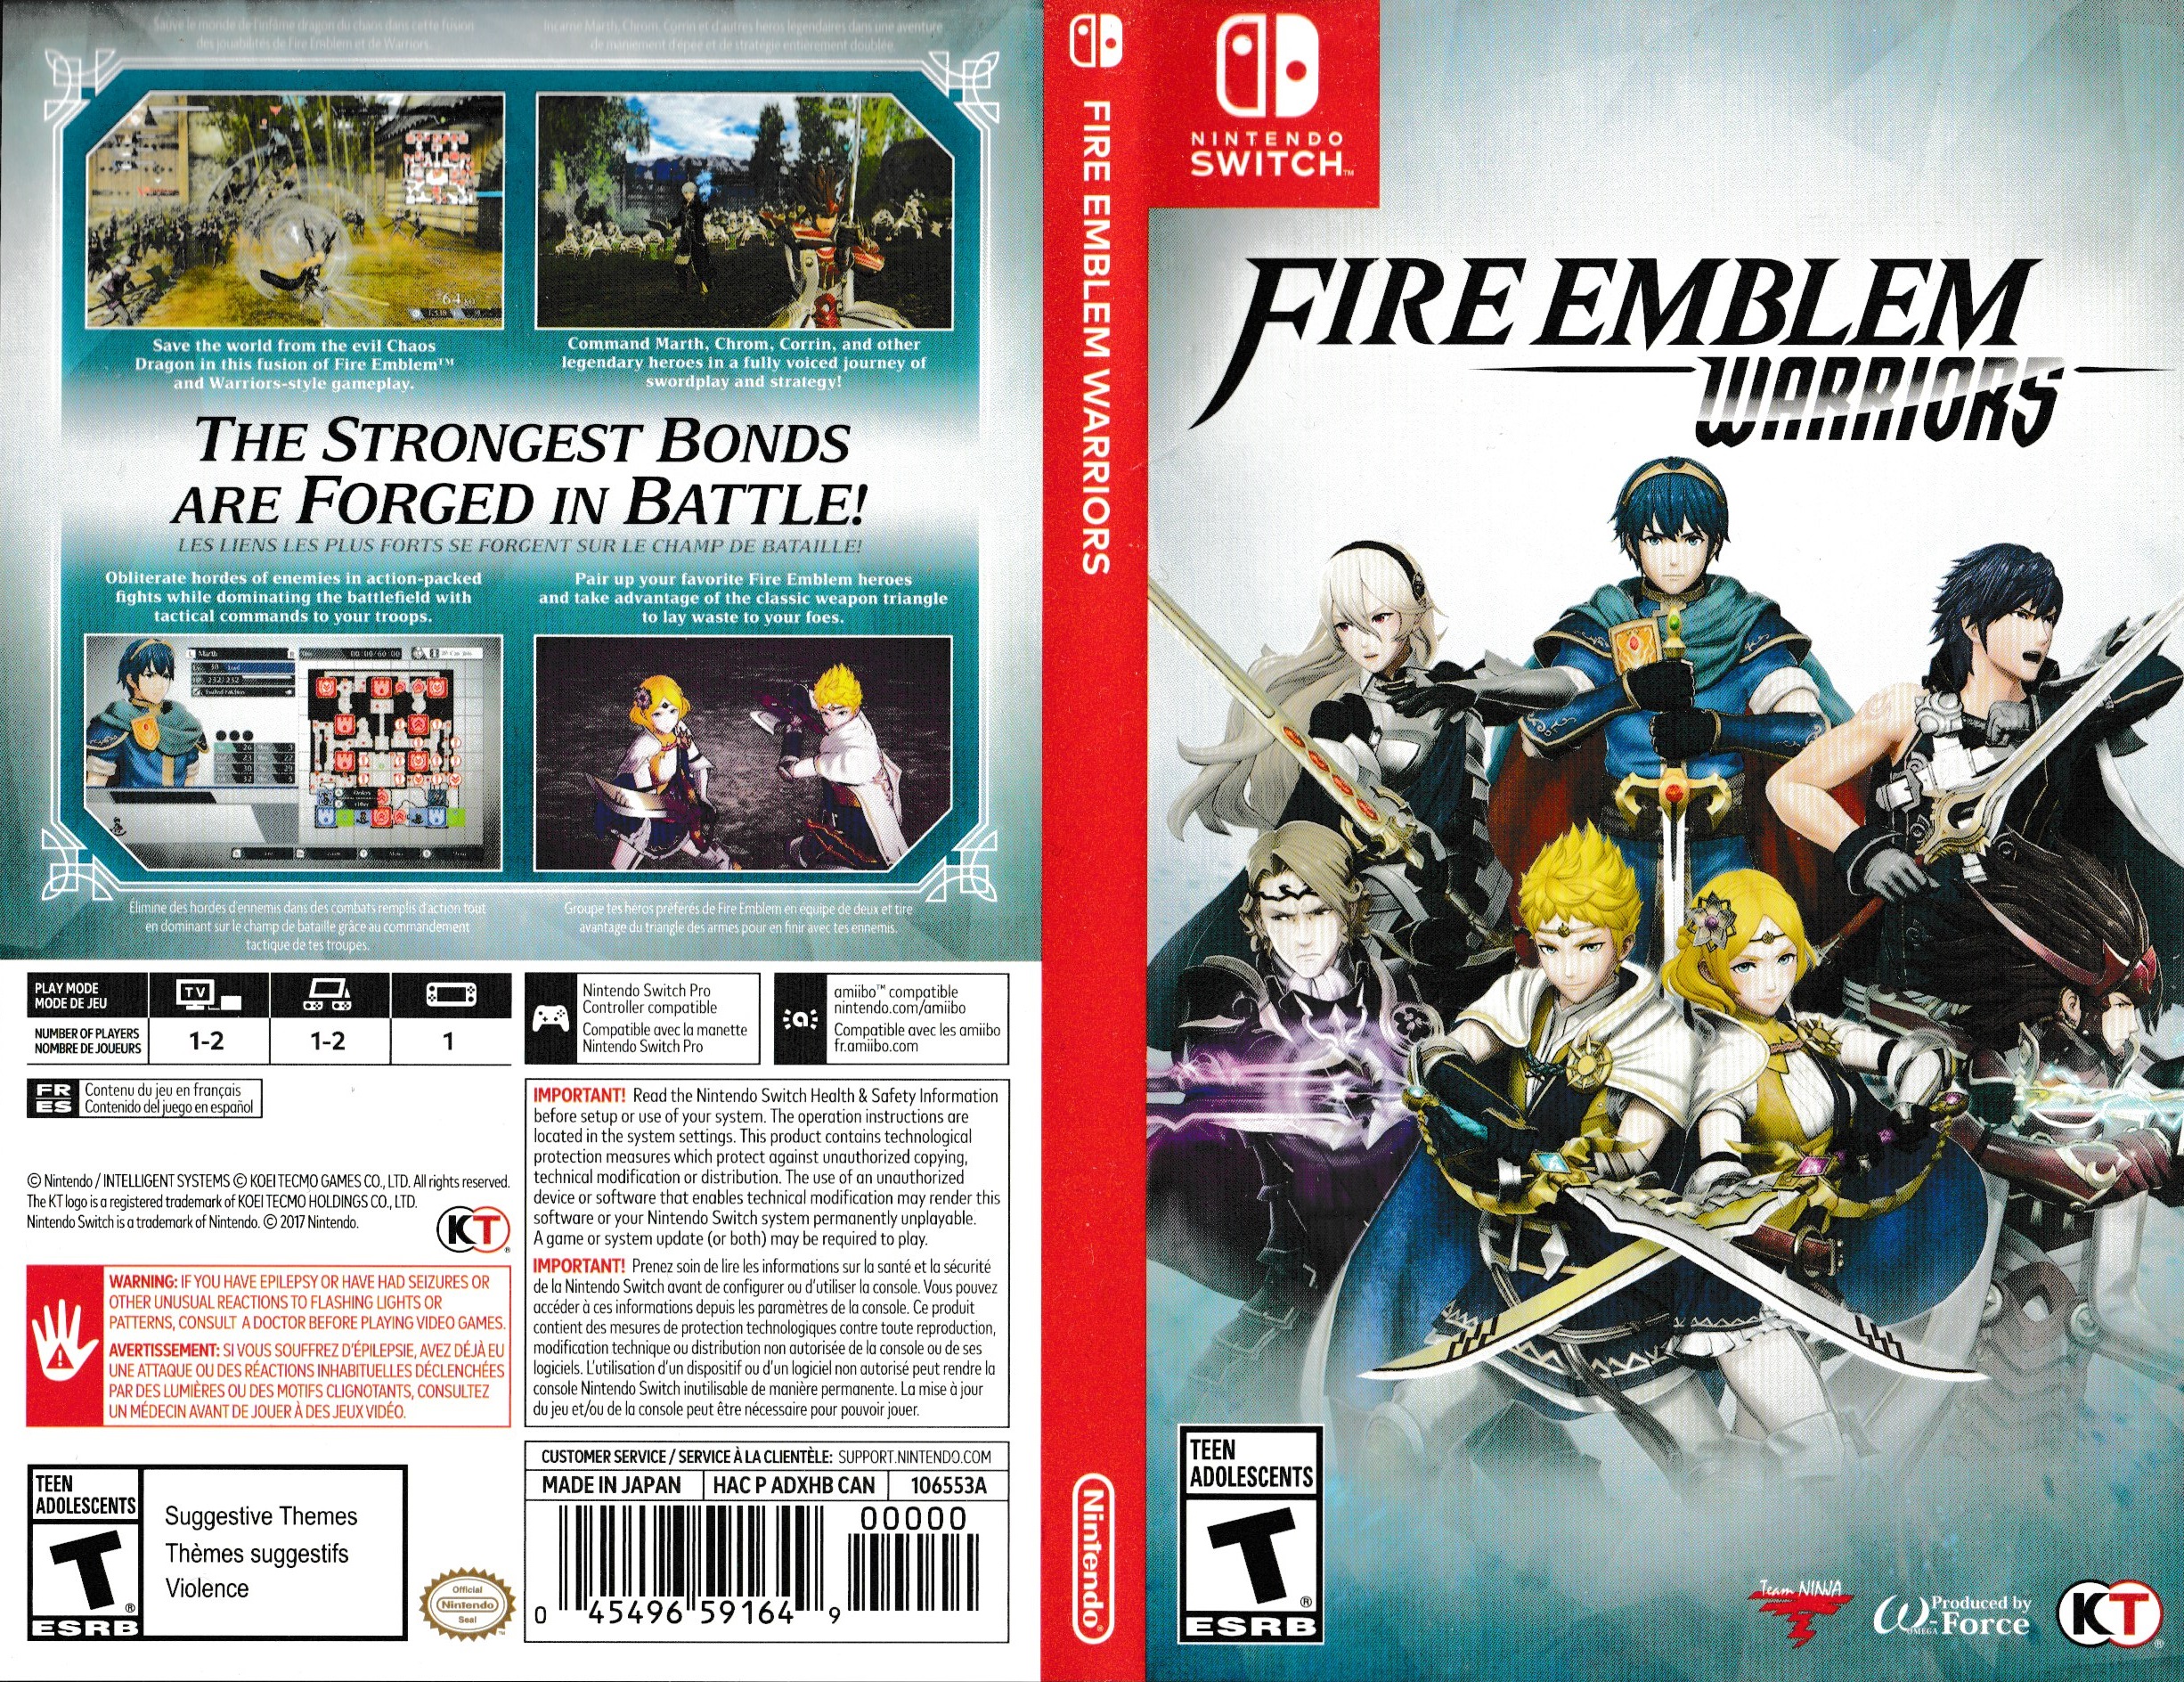 Sauve le monde de l'infâme dragon du chaos dans cette fusion
des jouabilités de Fire Emblem et de Warriors.
Incarne Marth, Chrom, Corrin et d'autres héros légendaires dans une aventure
de maniement d'épée et de stratégie entièrement doublée.
Save the world from the evil Chaos
Dragon in this fusion of Fire Emblem™
and Warriors-style gameplay.
Command Marth, Chrom, Corrin, and other
legendary heroes in a fully voiced journey of
swordplay and strategy!
THE STRONGEST BONDS
ARE FORGED IN BATTLE!
LES LIENS LES PLUS FORTS SE FORGENT SUR LE CHAMP DE BATAILLE!
Obliterate hordes of enemies in action-packed
fights while dominating the battlefield with
tactical commands to your troops.
Pair up your favorite Fire Emblem heroes
and take advantage of the classic weapon triangle
to lay waste to your foes.
Marth
Élimine des hordes d'ennemis dans des combats remplis d'action tout
en dominant sur le champ de bataille grâce au commandement
tactique de tes troupes.
Groupe tes héros préférés de Fire Emblem en équipe de deux et tire
avantage du triangle des armes pour en finir avec tes ennemis.
PLAY MODE
MODE DE JEU
TV
NUMBER OF PLAYERS
NOMBRE DE JOUEURS
1-2
1-2
1
Nintendo Switch Pro
Controller compatible
Compatible avec la manette
Nintendo Switch Pro
amiibo™ compatible
nintendo.com/amiibo
Compatible avec les amiibo
fr.amiibo.com
FR Contenu du jeu en français
ES Contenido del juego en español
© Nintendo / INTELLIGENT SYSTEMS © KOEI TECMO GAMES CO., LTD. All rights reserved.
The KT logo is a registered trademark of KOEI TECMO HOLDINGS CO., LTD.
Nintendo Switch is a trademark of Nintendo. © 2017 Nintendo.
KT®
WARNING: IF YOU HAVE EPILEPSY OR HAVE HAD SEIZURES OR
OTHER UNUSUAL REACTIONS TO FLASHING LIGHTS OR
PATTERNS, CONSULT A DOCTOR BEFORE PLAYING VIDEO GAMES.
AVERTISSEMENT: SI VOUS SOUFFREZ D'ÉPILEPSIE, AVEZ DÉJÀ EU
UNE ATTAQUE OU DES RÉACTIONS INHABITUELLES DÉCLENCHÉES
PAR DES LUMIÈRES OU DES MOTIFS CLIGNOTANTS, CONSULTEZ
UN MÉDECIN AVANT DE JOUER À DES JEUX VIDÉO.
IMPORTANT! Read the Nintendo Switch Health & Safety Information
before setup or use of your system. The operation instructions are
located in the system settings. This product contains technological
protection measures which protect against unauthorized copying,
technical modification or distribution. The use of an unauthorized
device or software that enables technical modification may render this
software or your Nintendo Switch system permanently unplayable.
A game or system update (or both) may be required to play.
IMPORTANT! Prenez soin de lire les informations sur la santé et la sécurité
de la Nintendo Switch avant de configurer ou d'utiliser la console. Vous pouvez
accéder à ces informations depuis les paramètres de la console. Ce produit
contient des mesures de protection technologiques contre toute reproduction,
modification technique ou distribution non autorisée de la console ou de ses
logiciels. L'utilisation d'un dispositif ou d'un logiciel non autorisé peut rendre la
console Nintendo Switch inutilisable de manière permanente. La mise à jour
du jeu et/ou de la console peut être nécessaire pour pouvoir jouer.
TEEN
ADOLESCENTS
T®
ESRB
Suggestive Themes
Thèmes suggestifs
Violence
Official
Nintendo
Seal
CUSTOMER SERVICE / SERVICE À LA CLIENTÈLE: SUPPORT.NINTENDO.COM
MADE IN JAPAN HAC P ADXHB CAN 106553A
00000
0 45496 59164 9
FIRE EMBLEM WARRIORS
Nintendo®
NINTENDO
SWITCH™
FIRE EMBLEM
WARRIORS
TEEN
ADOLESCENTS
T®
ESRB
Team NINJA
Produced by
ω-Force
OMEGA
KT®